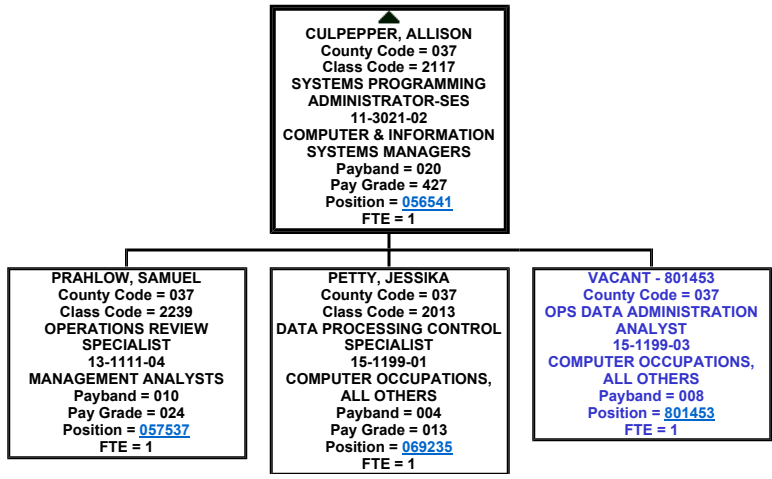 CULPEPPER, ALLISON
County Code = 037
Class Code = 2117
SYSTEMS PROGRAMMING
ADMINISTRATOR-SES
11-3021-02
COMPUTER & INFORMATION
SYSTEMS MANAGERS
Payband = 020
Pay Grade = 427
Position = 056541
FTE = 1
PRAHLOW, SAMUEL
County Code = 037
Class Code = 2239
OPERATIONS REVIEW
SPECIALIST
13-1111-04
MANAGEMENT ANALYSTS
Payband = 010
Pay Grade = 024
Position = 057537
FTE = 1
PETTY, JESSIKA
County Code = 037
Class Code = 2013
DATA PROCESSING CONTROL
SPECIALIST
15-1199-01
COMPUTER OCCUPATIONS,
ALL OTHERS
Payband = 004
Pay Grade = 013
Position = 069235
FTE = 1
VACANT - 801453
County Code = 037
OPS DATA ADMINISTRATION
ANALYST
15-1199-03
COMPUTER OCCUPATIONS,
ALL OTHERS
Payband = 008
Position = 801453
FTE = 1